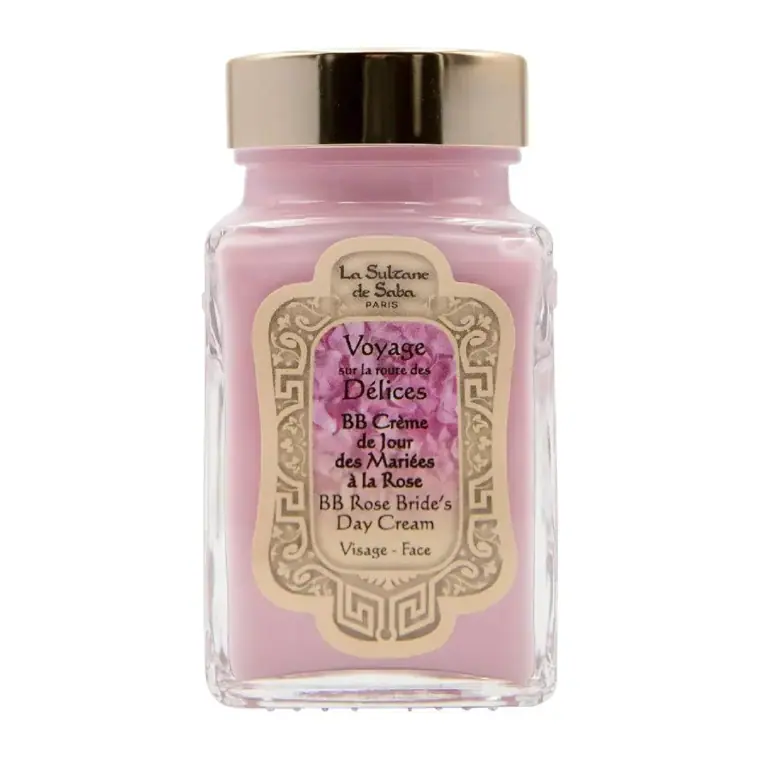 La Sultane
de Saba
PARIS
Voyage
sur la route des
Délices
BB Crème
de Jour
des Mariées
à la Rose
BB Rose Bride's
Day Cream
Visage - Face